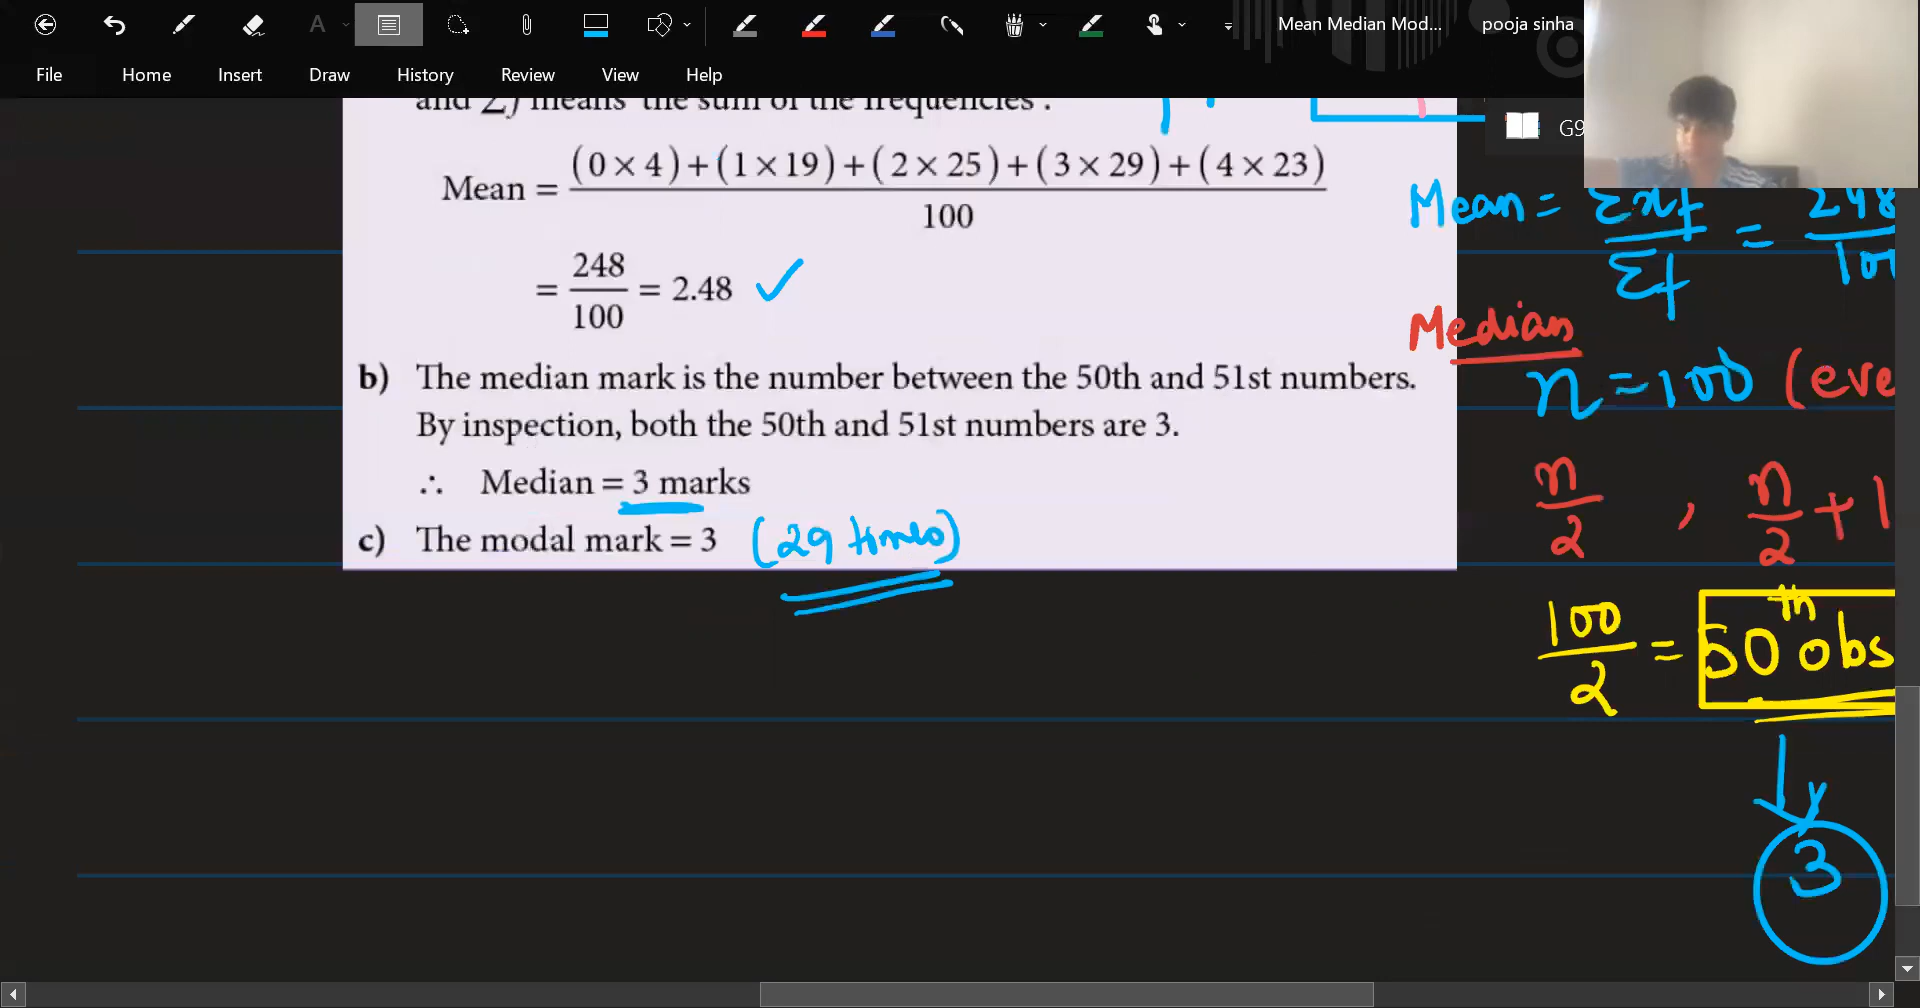 Mean Median Mod...
pooja sinha
File Home Insert Draw History Review View Help
G9
and Σf means 'the sum of the frequencies'.
Mean = (0 × 4) + (1 × 19) + (2 × 25) + (3 × 29) + (4 × 23)
100
= 248
100 = 2.48 ✓
b) The median mark is the number between the 50th and 51st numbers.
By inspection, both the 50th and 51st numbers are 3.
∴ Median = 3 marks
c) The modal mark = 3 (29 times)
Mean = Σxf = 248
Σf
Median
n = 100 (eve
n/2 , n/2 + 1
100/2 = 50th obs
3